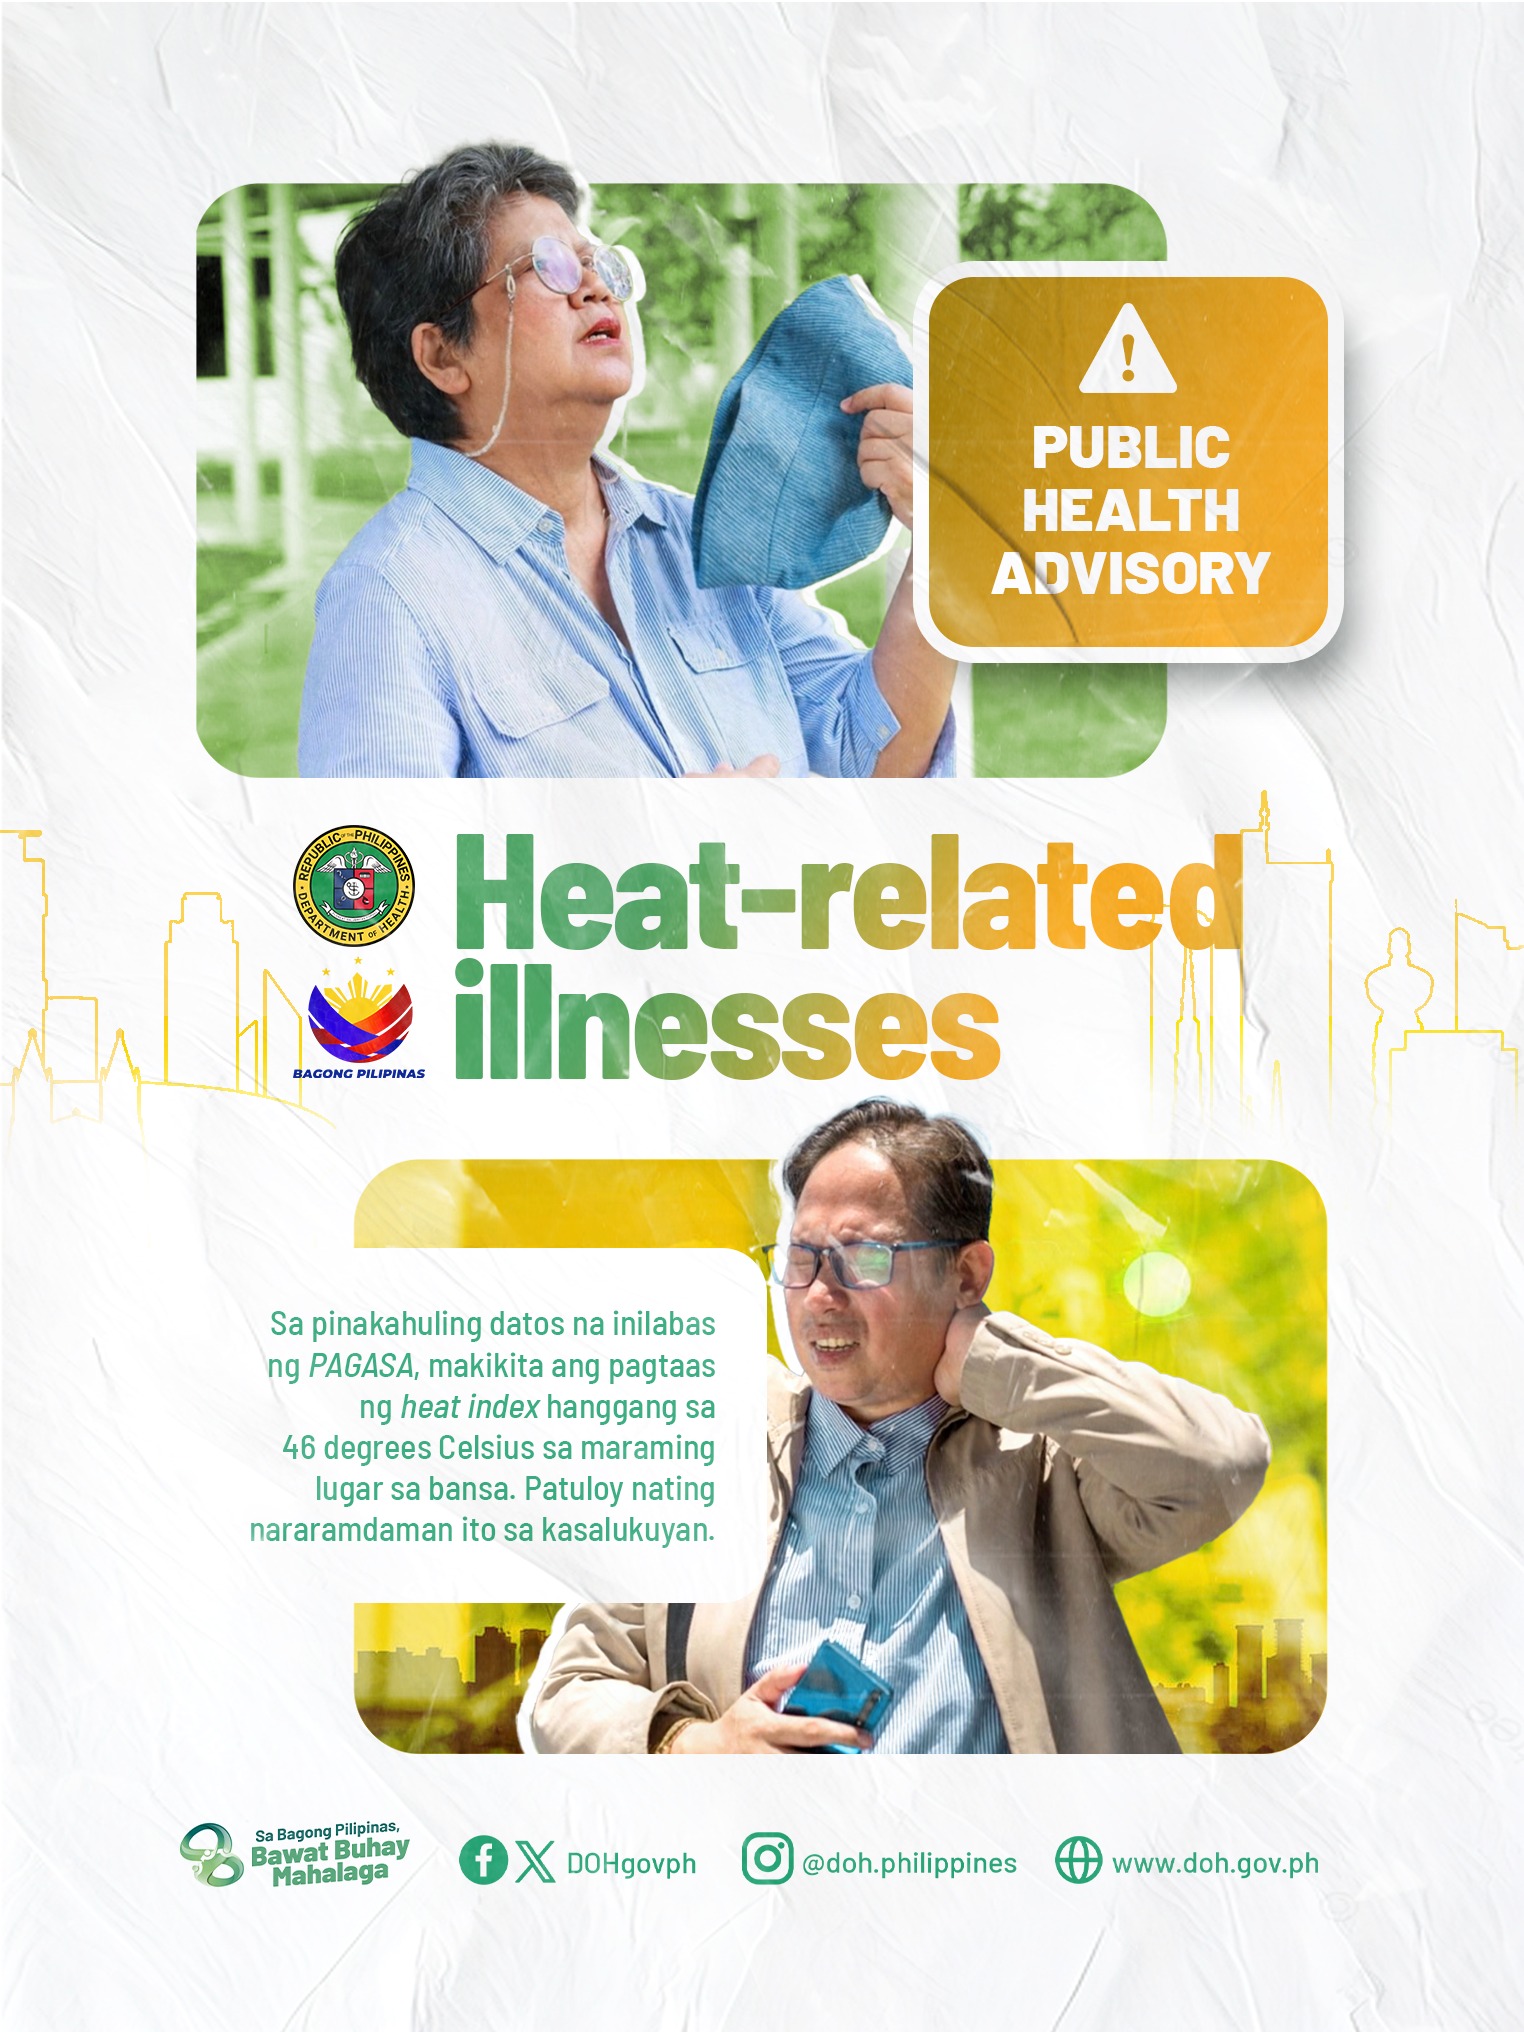 PUBLIC
HEALTH
ADVISORY
REPUBLIC OF THE PHILIPPINES
DEPARTMENT OF HEALTH
BAGONG PILIPINAS
Heat-related
illnesses
Sa pinakahuling datos na inilabas
ng PAGASA, makikita ang pagtaas
ng heat index hanggang sa
46 degrees Celsius sa maraming
lugar sa bansa. Patuloy nating
nararamdaman ito sa kasalukuyan.
Sa Bagong Pilipinas,
Bawat Buhay
Mahalaga
DOHgovph
@doh.philippines
www.doh.gov.ph